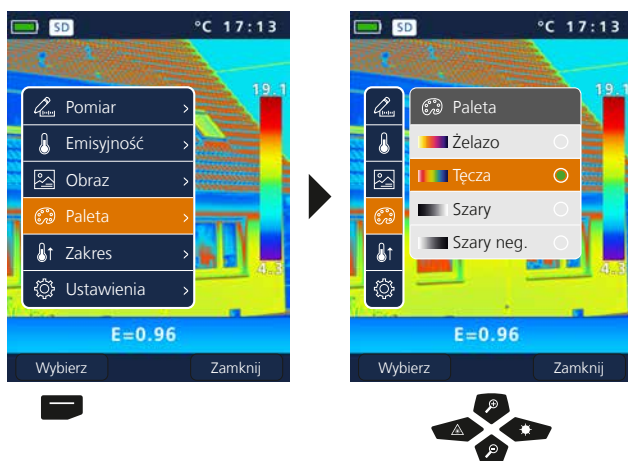 SD °C 17:13
19.1
Pomiar
Emisyjność
Obraz
Paleta
Zakres
Ustawienia
4.3
E=0.96
Wybierz Zamknij
SD °C 17:13
19.1
Paleta
Żelazo
Tęcza
Szary
Szary neg.
4.3
E=0.96
Wybierz Zamknij